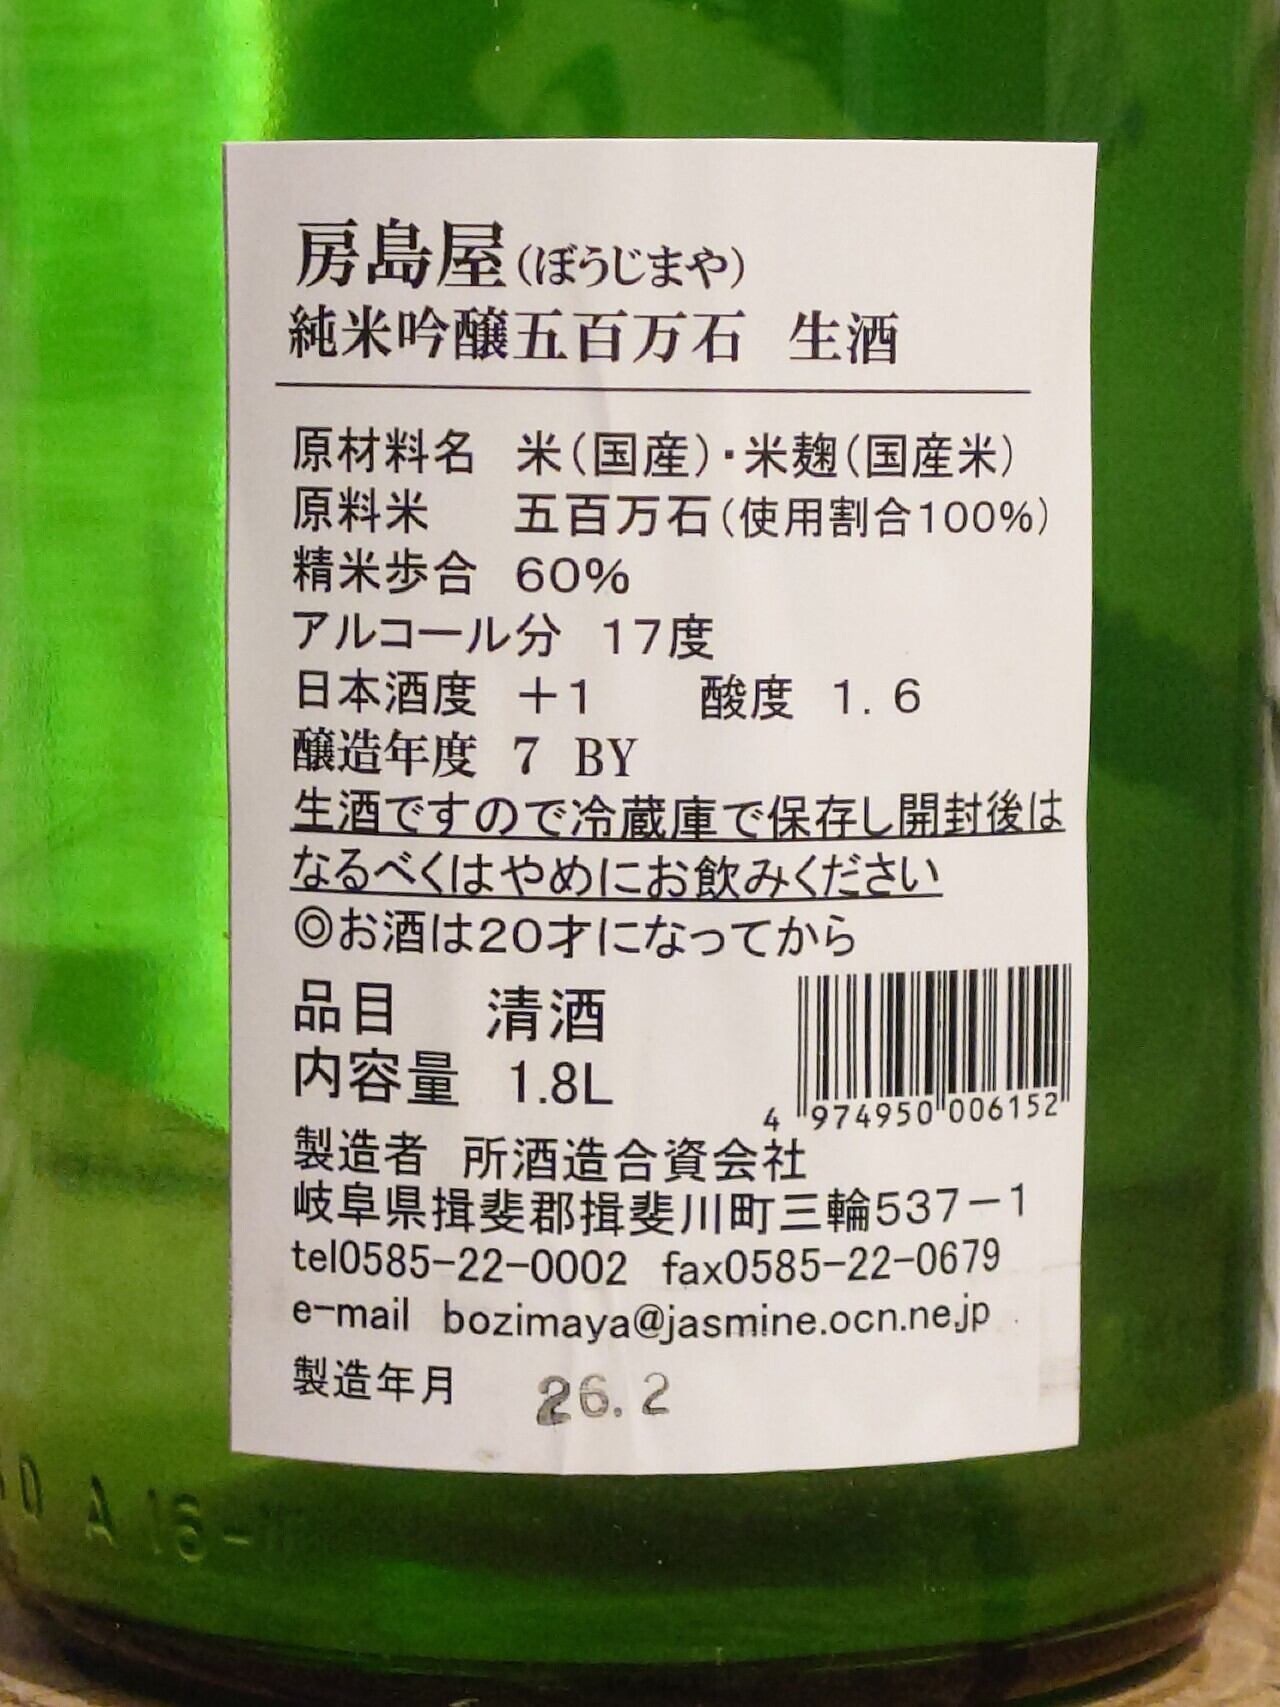 房島屋（ぼうじまや）
純米吟醸五百万石 生酒
原材料名 米（国産）・米麹（国産米）
原料米 五百万石（使用割合100%）
精米歩合 60%
アルコール分 17度
日本酒度 +1 酸度 1.6
醸造年度 7 BY
生酒ですので冷蔵庫で保存し開封後は
なるべくはやめにお飲みください
◎お酒は20才になってから
品目 清酒
内容量 1.8L
4 974950 006152
製造者 所酒造合資会社
岐阜県揖斐郡揖斐川町三輪537-1
tel0585-22-0002 fax0585-22-0679
e-mail bozimaya@jasmine.ocn.ne.jp
製造年月 26.2
A 16-